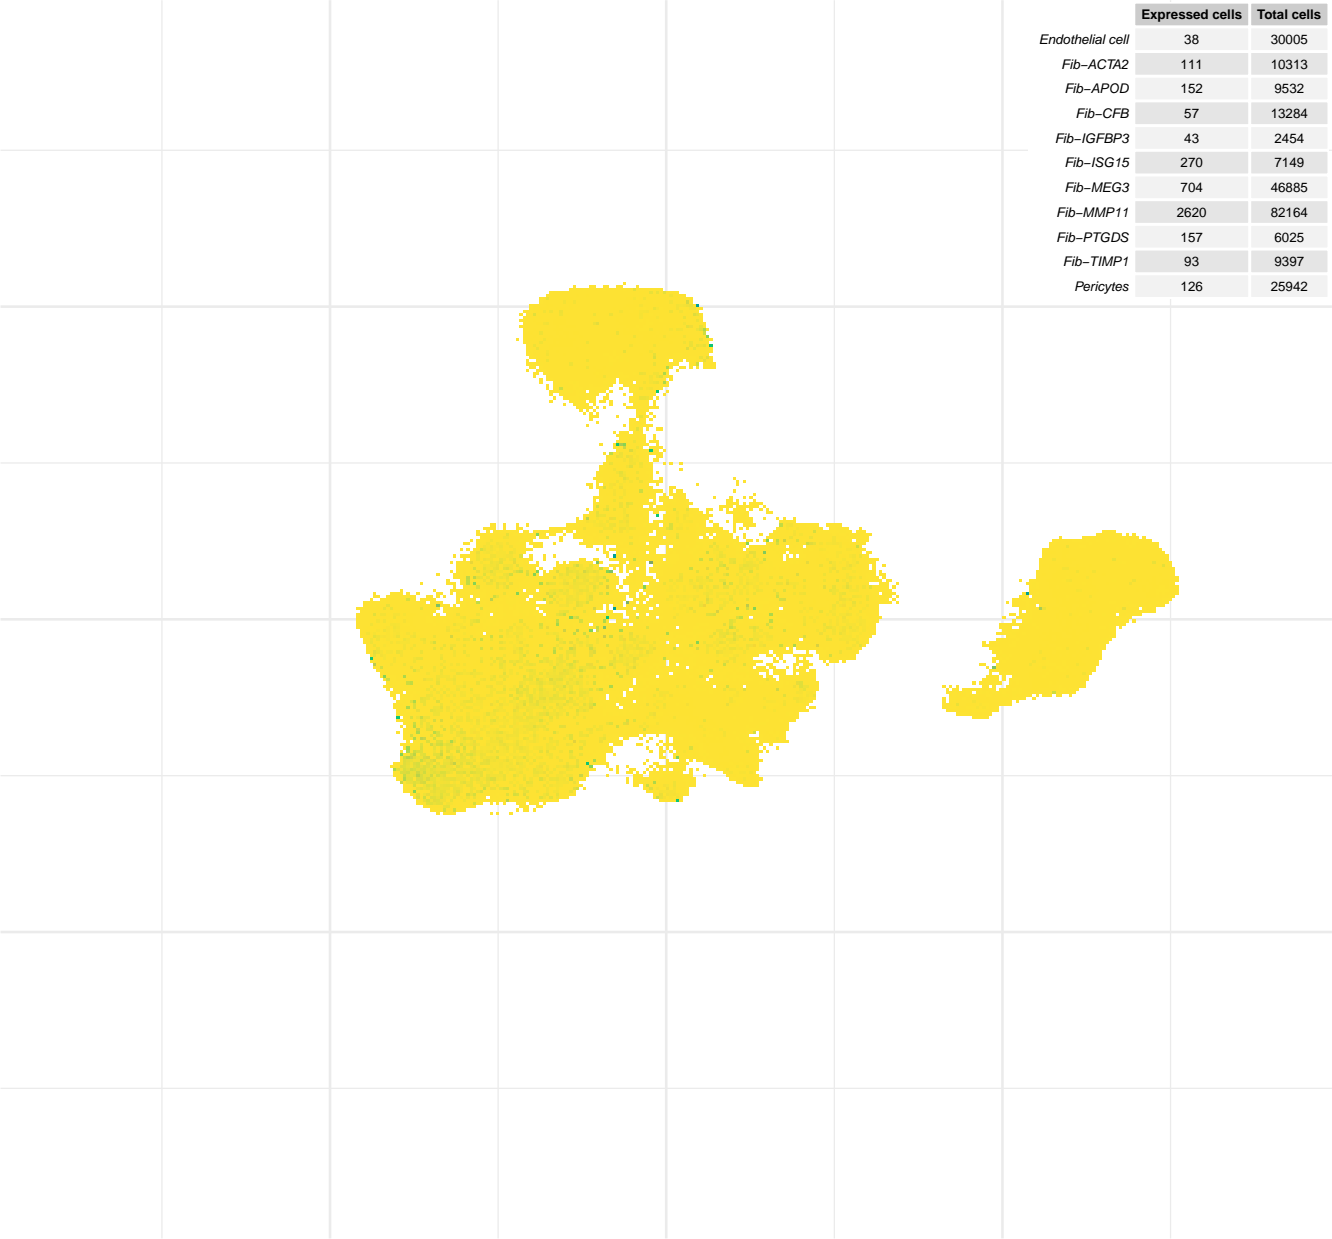 Expressed cells Total cells
Endothelial cell 38 30005
Fib−ACTA2 111 10313
Fib−APOD 152 9532
Fib−CFB 57 13284
Fib−IGFBP3 43 2454
Fib−ISG15 270 7149
Fib−MEG3 704 46885
Fib−MMP11 2620 82164
Fib−PTGDS 157 6025
Fib−TIMP1 93 9397
Pericytes 126 25942